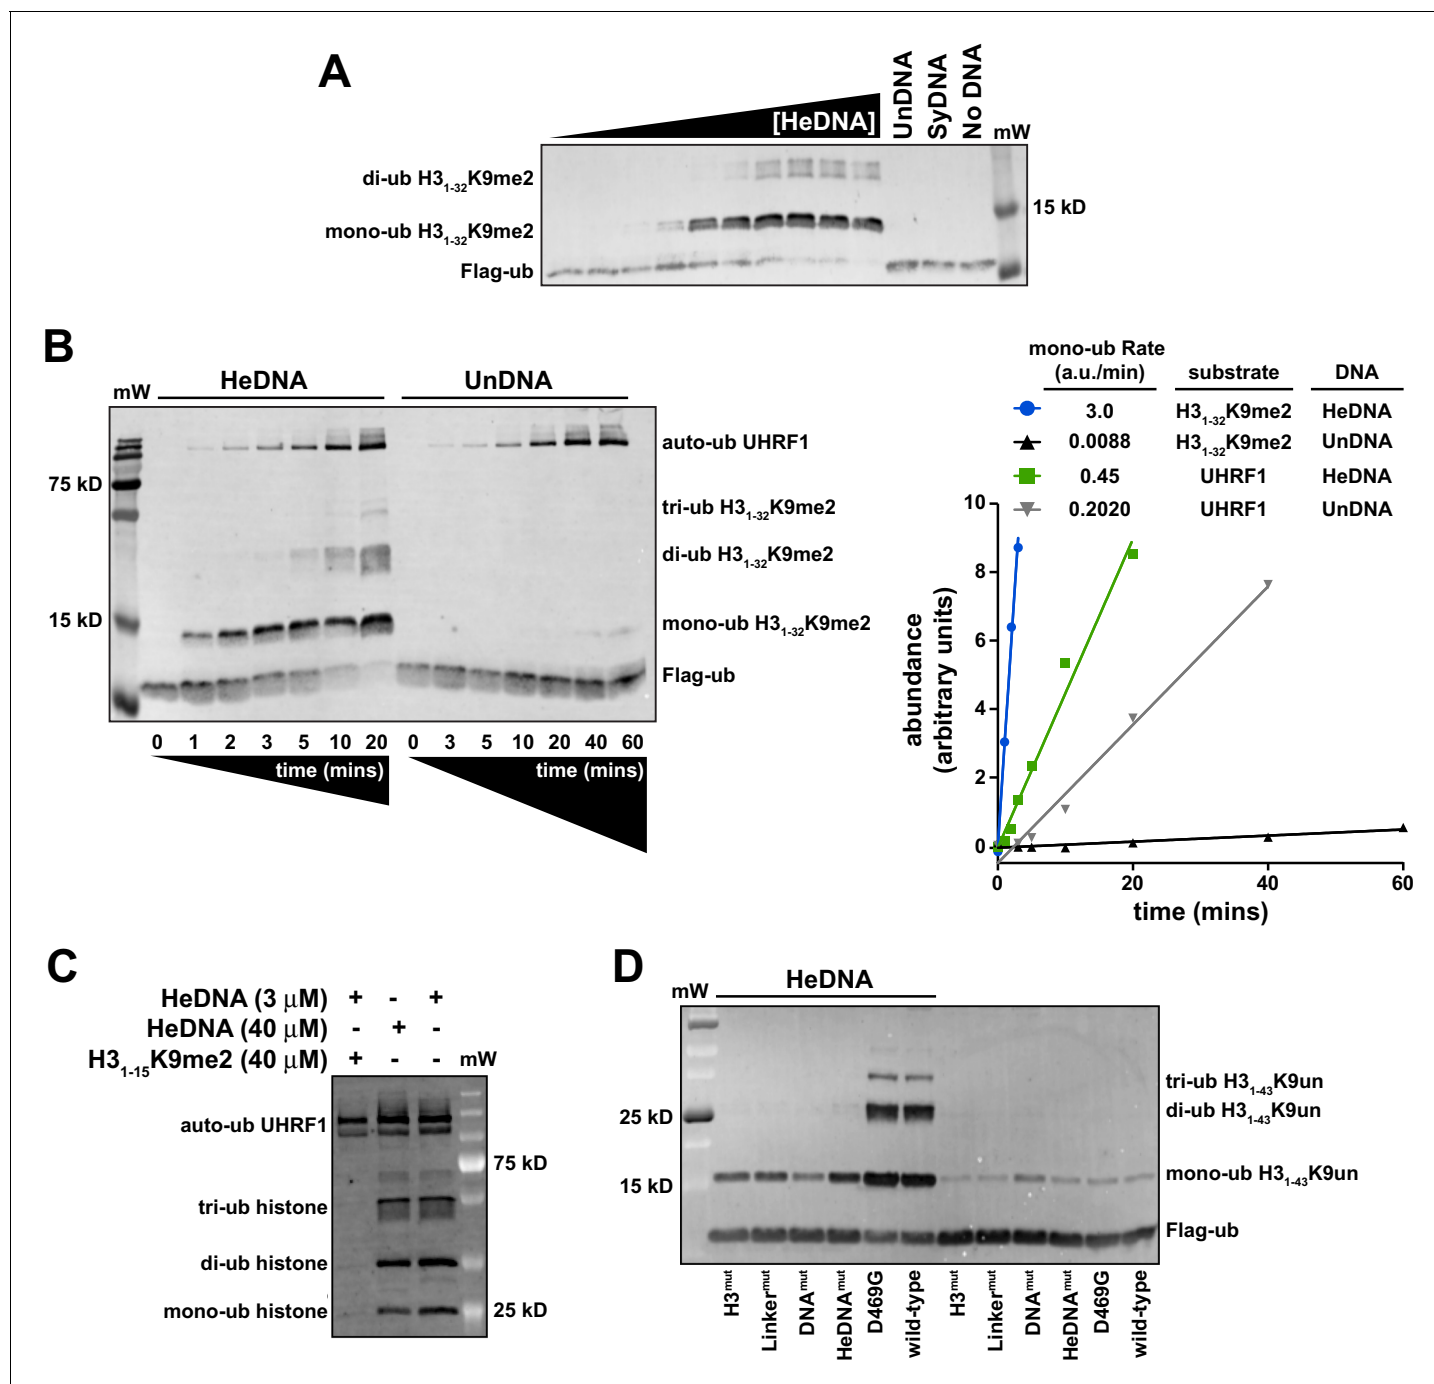 A
[HeDNA]
UnDNA
SyDNA
No DNA
mW
di-ub H3₁₋₃₂K9me2
mono-ub H3₁₋₃₂K9me2
Flag-ub
15 kD
B
HeDNA
UnDNA
mW
75 kD
15 kD
auto-ub UHRF1
tri-ub H3₁₋₃₂K9me2
di-ub H3₁₋₃₂K9me2
mono-ub H3₁₋₃₂K9me2
Flag-ub
0 1 2 3 5 10 20
time (mins)
0 3 5 10 20 40 60
time (mins)
mono-ub Rate
(a.u./min) substrate DNA
3.0 H3₁₋₃₂K9me2 HeDNA
0.0088 H3₁₋₃₂K9me2 UnDNA
0.45 UHRF1 HeDNA
0.2020 UHRF1 UnDNA
10
8
6
4
2
0
abundance
(arbitrary units)
0 20 40 60
time (mins)
C
HeDNA (3 μM) + - +
HeDNA (40 μM) - + -
H3₁₋₁₅K9me2 (40 μM) + - -
mW
auto-ub UHRF1
75 kD
tri-ub histone
di-ub histone
mono-ub histone
25 kD
D
HeDNA
mW
25 kD
15 kD
tri-ub H3₁₋₄₃K9un
di-ub H3₁₋₄₃K9un
mono-ub H3₁₋₄₃K9un
Flag-ub
H3ᵐᵘᵗ
Linkerᵐᵘᵗ
DNAᵐᵘᵗ
HeDNAᵐᵘᵗ
D469G
wild-type
H3ᵐᵘᵗ
Linkerᵐᵘᵗ
DNAᵐᵘᵗ
HeDNAᵐᵘᵗ
D469G
wild-type